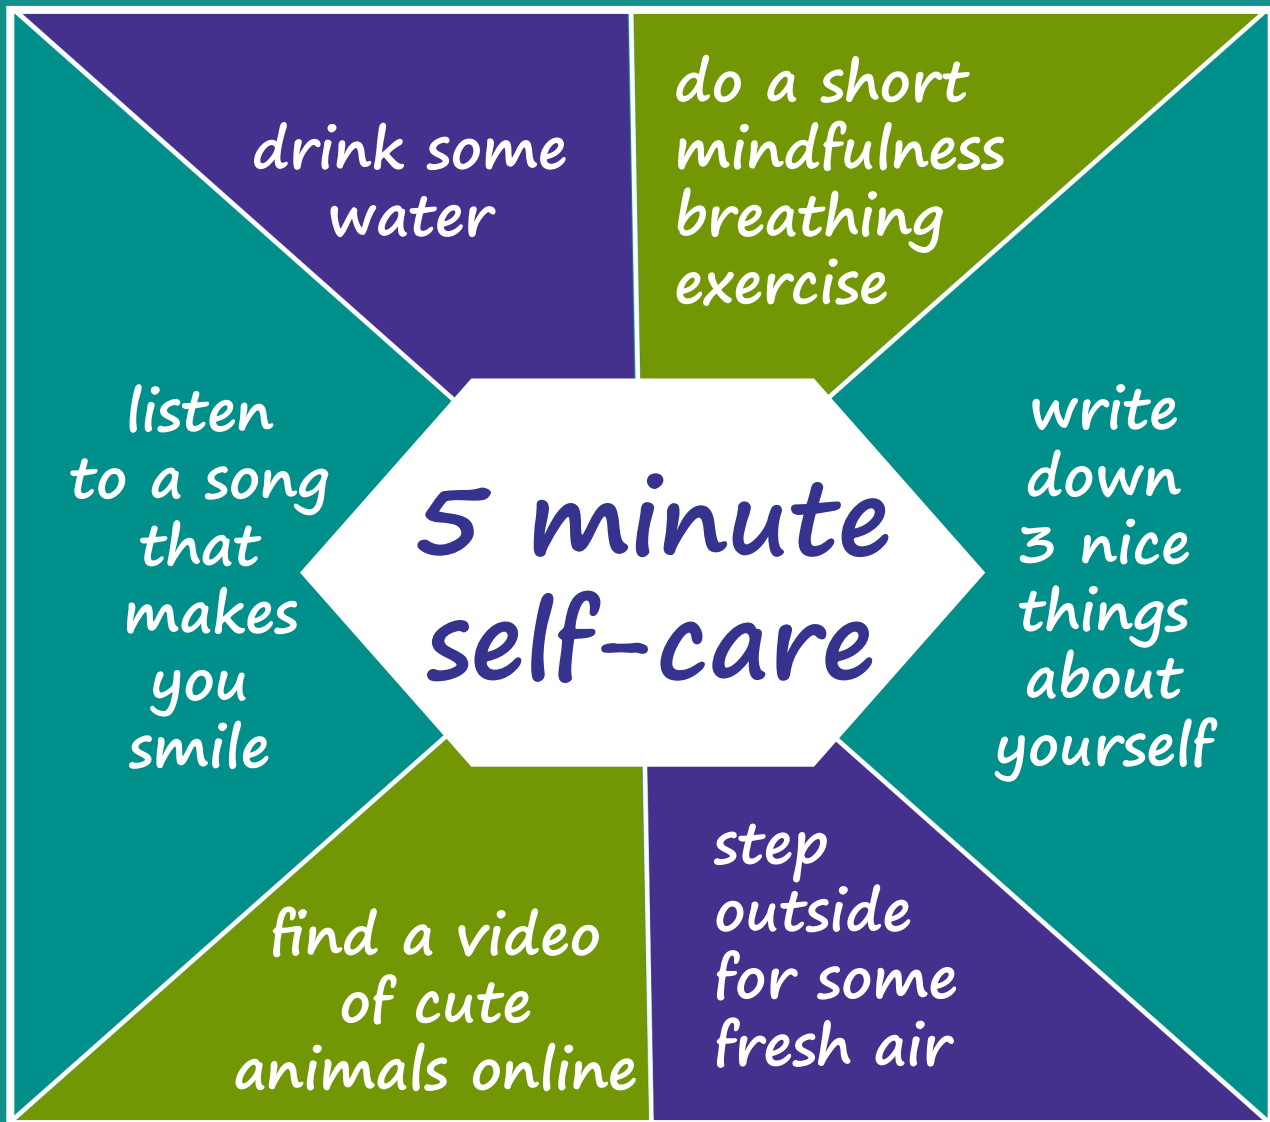 drink some
water
do a short
mindfulness
breathing
exercise
listen
to a song
that
makes
you
smile
5 minute
self-care
write
down
3 nice
things
about
yourself
find a video
of cute
animals online
step
outside
for some
fresh air